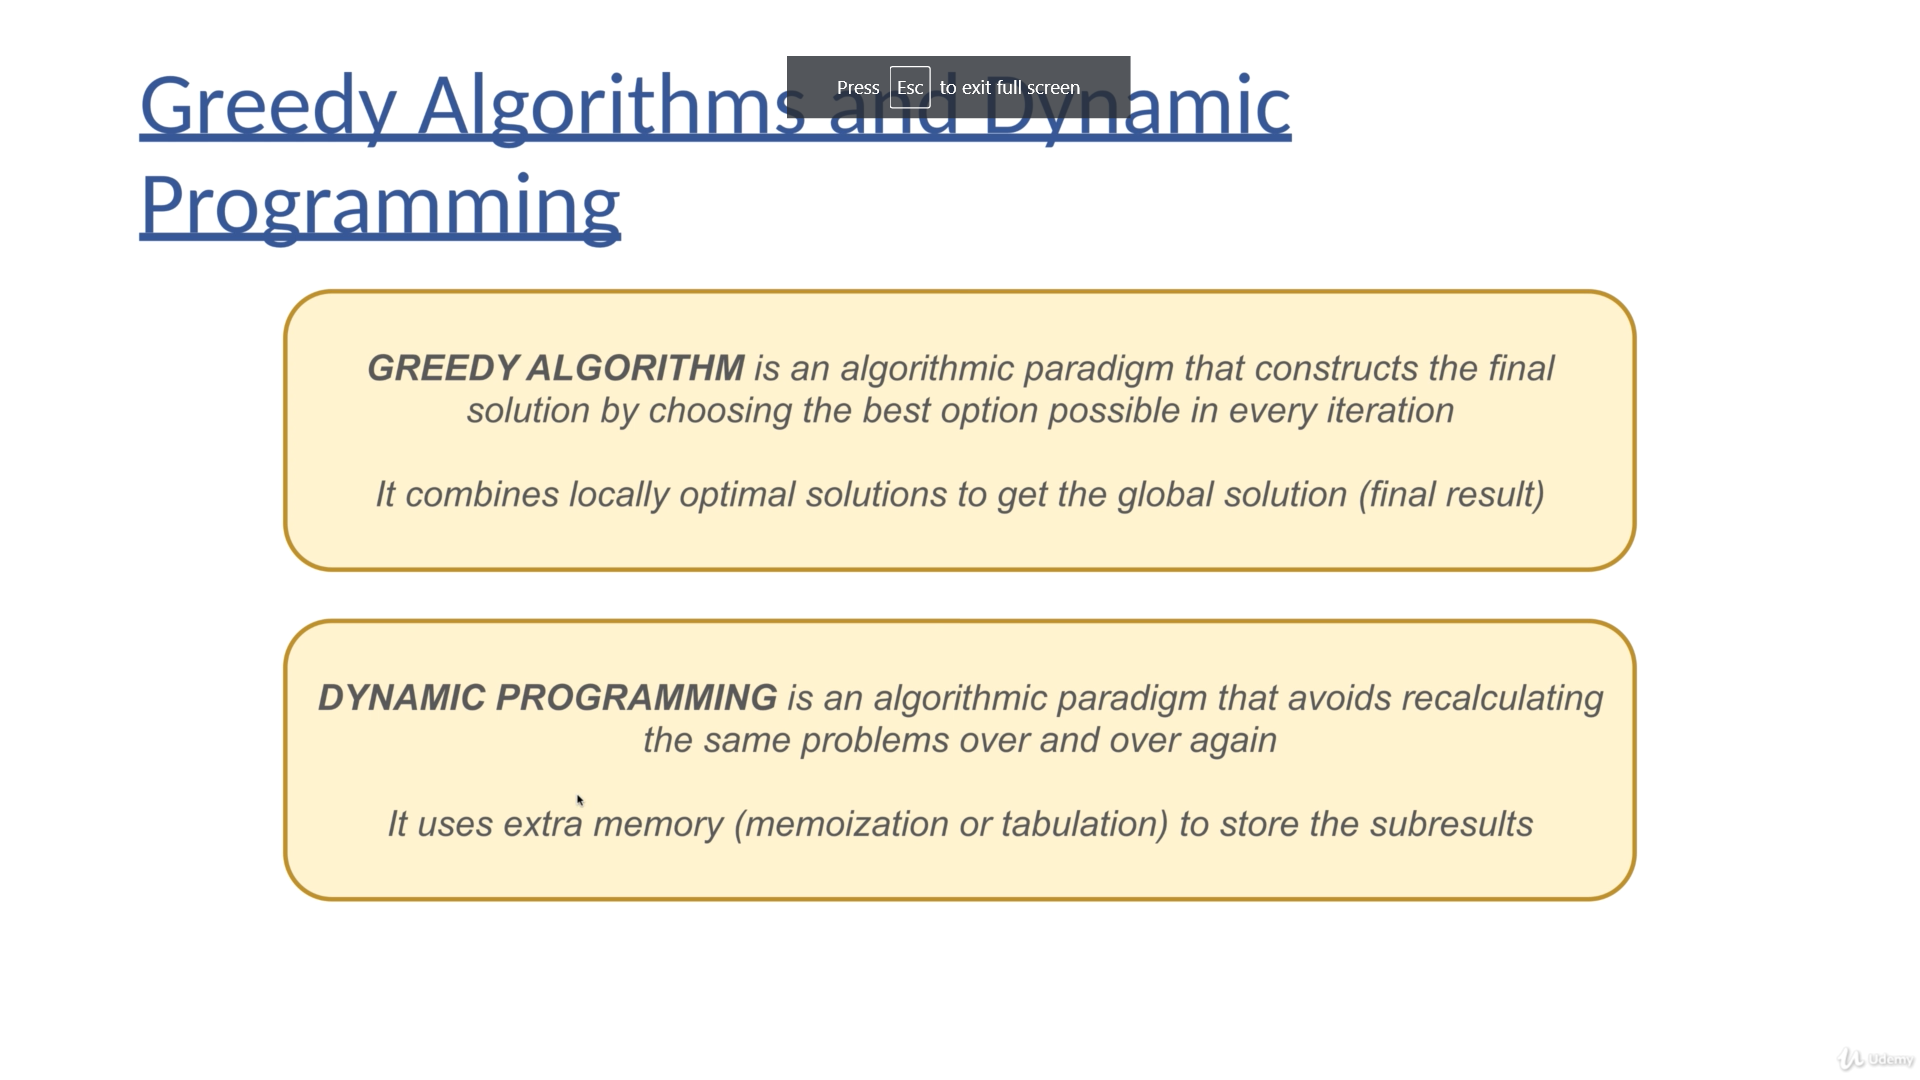 Greedy Algorithms and Dynamic
Press Esc to exit full screen
Programming
GREEDY ALGORITHM is an algorithmic paradigm that constructs the final
solution by choosing the best option possible in every iteration
It combines locally optimal solutions to get the global solution (final result)
DYNAMIC PROGRAMMING is an algorithmic paradigm that avoids recalculating
the same problems over and over again
It uses extra memory (memoization or tabulation) to store the subresults
Udemy